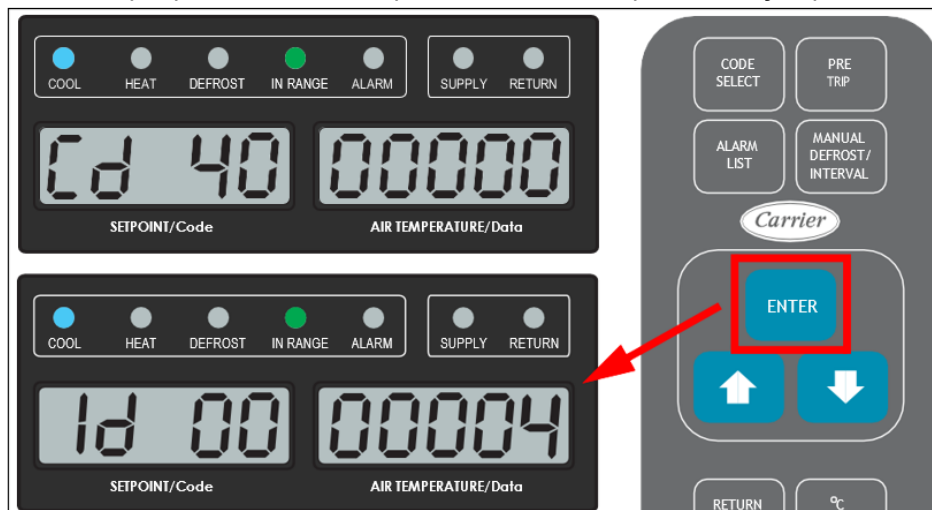 COOL HEAT DEFROST IN RANGE ALARM SUPPLY RETURN
Cd 40 00000
SETPOINT/Code AIR TEMPERATURE/Data
COOL HEAT DEFROST IN RANGE ALARM SUPPLY RETURN
Id 00 00004
SETPOINT/Code AIR TEMPERATURE/Data
CODE
SELECT
PRE
TRIP
ALARM
LIST
MANUAL
DEFROST/
INTERVAL
Carrier
ENTER
RETURN
°C